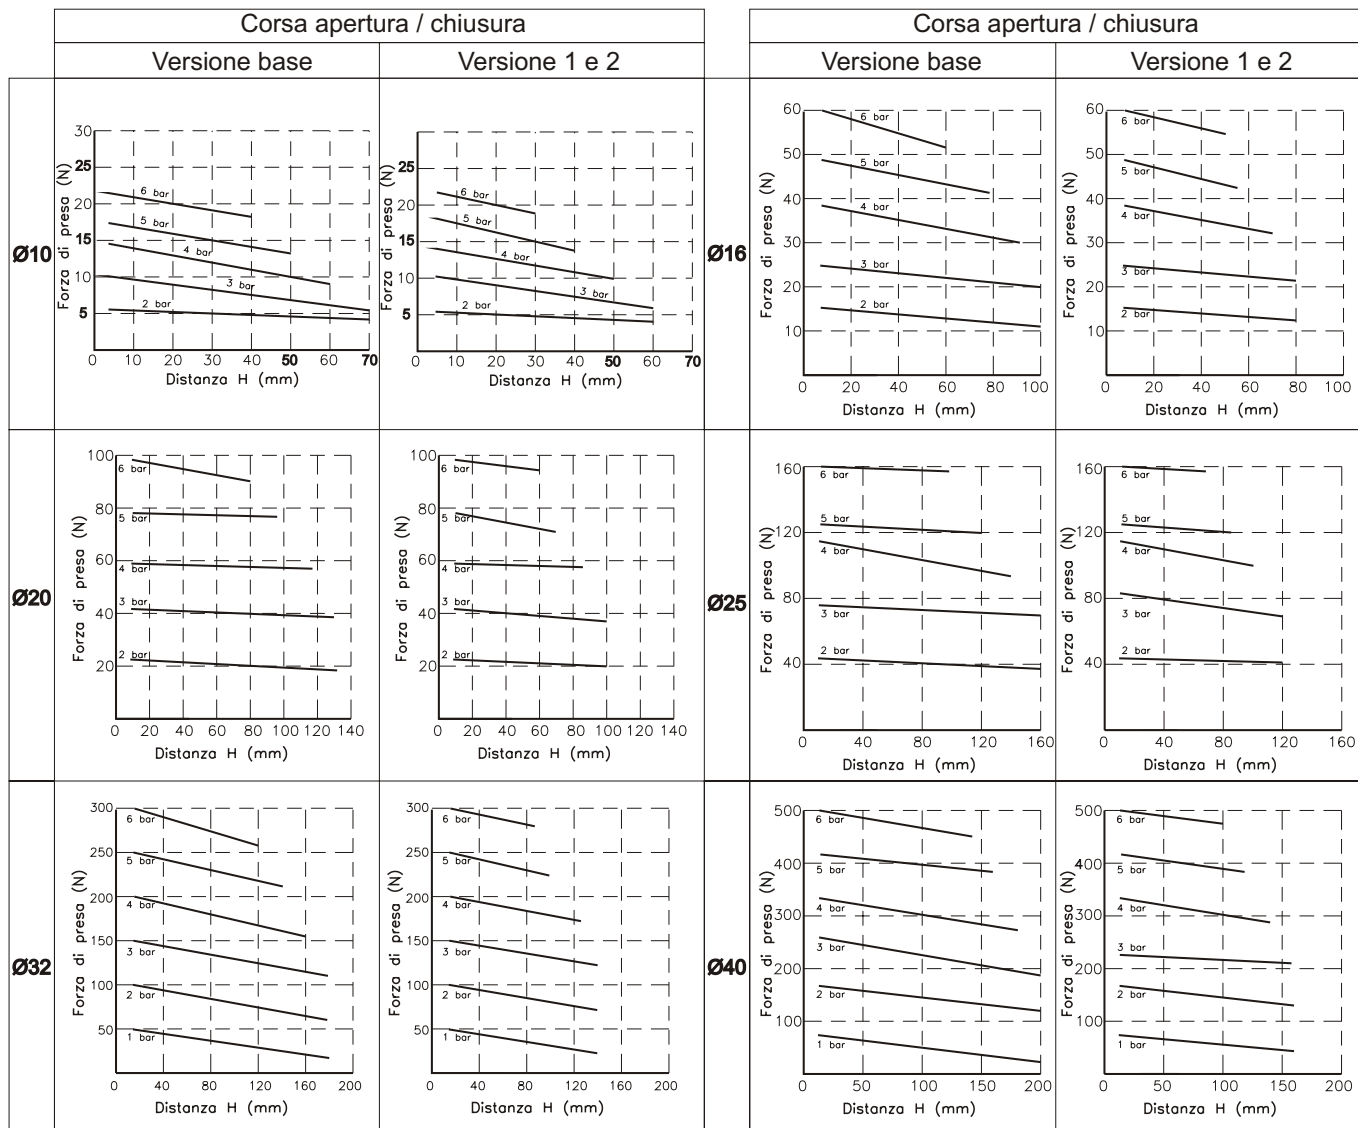 Corsa apertura / chiusura
Versione base
Versione 1 e 2
Corsa apertura / chiusura
Versione base
Versione 1 e 2
Ø10
Forza di presa (N)
30
25
20
15
10
5
6 bar
5 bar
4 bar
3 bar
2 bar
0 10 20 30 40 50 60 70
Distanza H (mm)
Forza di presa (N)
25
20
15
10
5
6 bar
5 bar
4 bar
3 bar
2 bar
0 10 20 30 40 50 60 70
Distanza H (mm)
Ø16
Forza di presa (N)
60
50
40
30
20
10
6 bar
5 bar
4 bar
3 bar
2 bar
20 40 60 80 100
Distanza H (mm)
Forza di presa (N)
60
50
40
30
20
10
6 bar
5 bar
4 bar
3 bar
2 bar
0 20 40 60 80 100
Distanza H (mm)
Ø20
Forza di presa (N)
100
80
60
40
20
6 bar
5 bar
4 bar
3 bar
2 bar
0 20 40 60 80 100 120 140
Distanza H (mm)
Forza di presa (N)
100
80
60
40
20
6 bar
5 bar
4 bar
3 bar
2 bar
0 20 40 60 80 100 120 140
Distanza H (mm)
Ø25
Forza di presa (N)
160
120
80
40
6 bar
5 bar
4 bar
3 bar
2 bar
0 40 80 120 160
Distanza H (mm)
Forza di presa (N)
160
120
80
40
6 bar
5 bar
4 bar
3 bar
2 bar
0 40 80 120 160
Distanza H (mm)
Ø32
Forza di presa (N)
300
250
200
150
100
50
6 bar
5 bar
4 bar
3 bar
2 bar
1 bar
0 40 80 120 160 200
Distanza H (mm)
Forza di presa (N)
300
250
200
150
100
50
6 bar
5 bar
4 bar
3 bar
2 bar
1 bar
0 40 80 120 160 200
Distanza H (mm)
Ø40
Forza di presa (N)
500
400
300
200
100
6 bar
5 bar
4 bar
3 bar
2 bar
1 bar
0 50 100 150 200
Distanza H (mm)
Forza di presa (N)
500
400
300
200
100
6 bar
5 bar
4 bar
3 bar
2 bar
1 bar
0 50 100 150 200
Distanza H (mm)